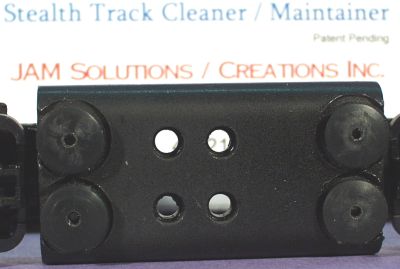 Stealth Track Cleaner / Maintainer
Patent Pending
JAM Solutions / Creations Inc.